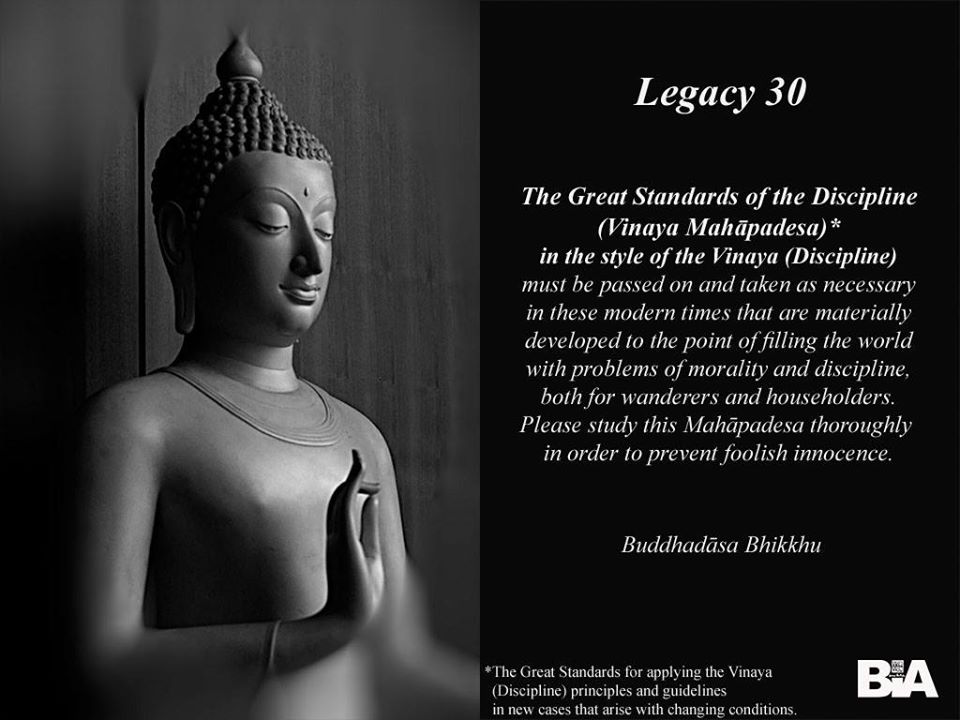 Legacy 30
The Great Standards of the Discipline
(Vinaya Mahāpadesa)*
in the style of the Vinaya (Discipline)
must be passed on and taken as necessary
in these modern times that are materially
developed to the point of filling the world
with problems of morality and discipline,
both for wanderers and householders.
Please study this Mahāpadesa thoroughly
in order to prevent foolish innocence.
Buddhadāsa Bhikkhu
*The Great Standards for applying the Vinaya
(Discipline) principles and guidelines
in new cases that arise with changing conditions.
BiA